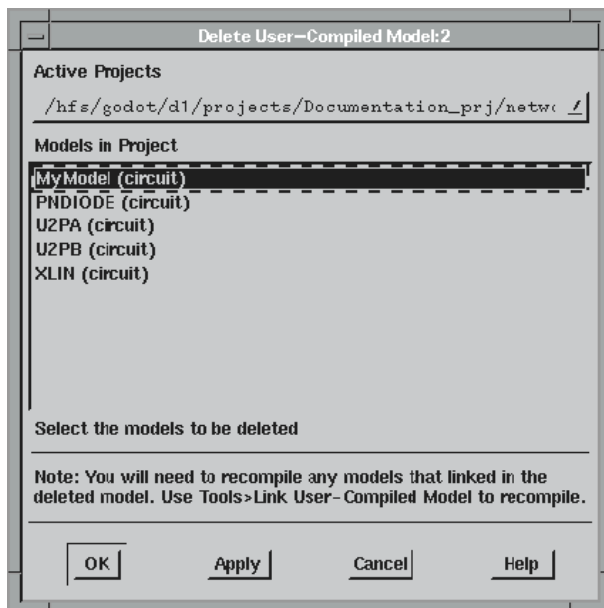 Delete User-Compiled Model:2
Active Projects
/hfs/godot/d1/projects/Documentation_prj/netw
Models in Project
MyModel (circuit)
PNDIODE (circuit)
U2PA (circuit)
U2PB (circuit)
XLIN (circuit)
Select the models to be deleted
Note: You will need to recompile any models that linked in the
deleted model. Use Tools>Link User-Compiled Model to recompile.
OK Apply Cancel Help